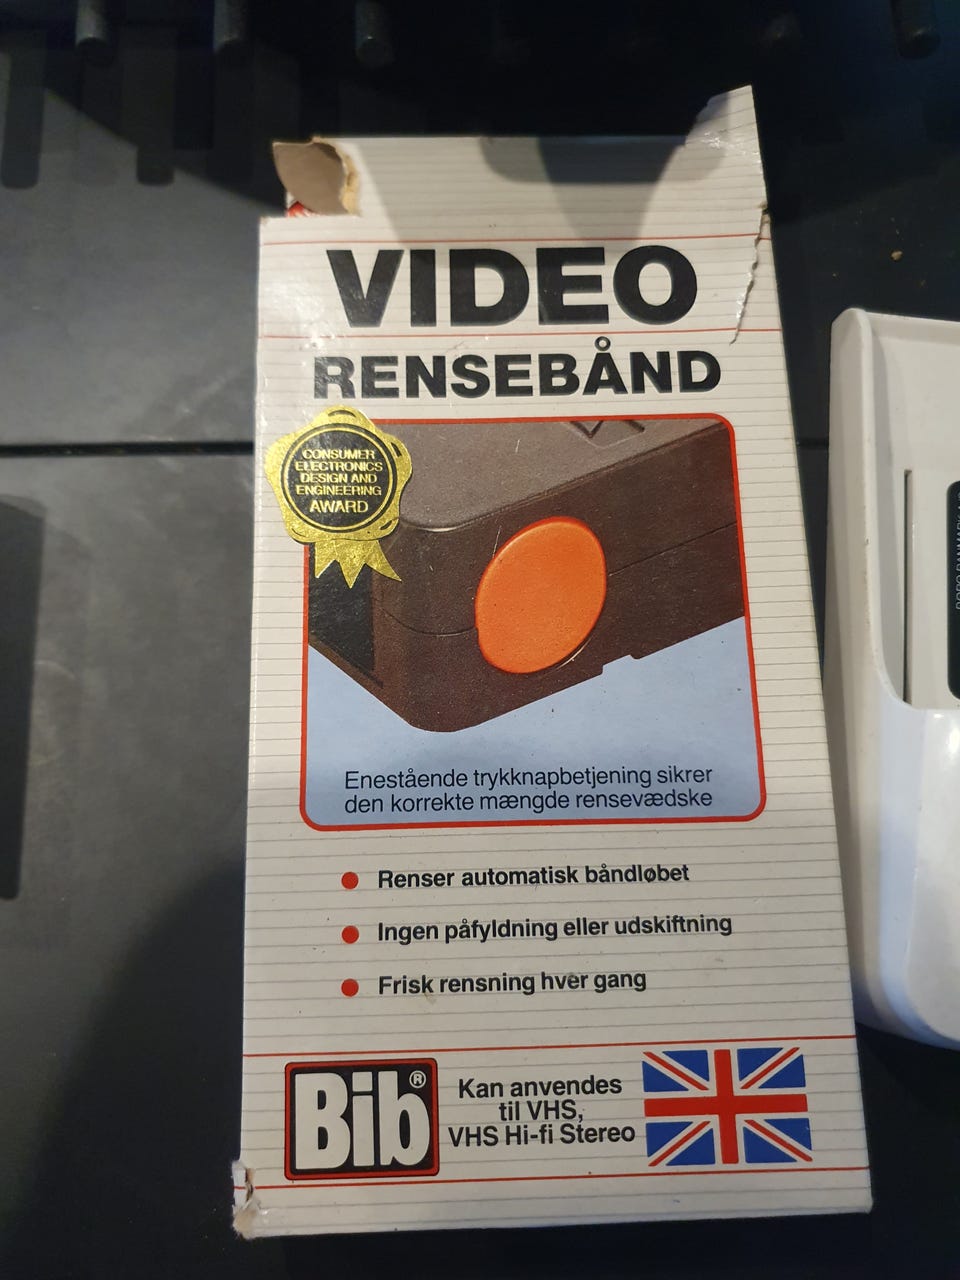 VIDEO
RENSEBÅND
CONSUMER
ELECTRONICS
DESIGN AND
ENGINEERING
AWARD
Enestående trykknapbetjening sikrer
den korrekte mængde rensevædske
Renser automatisk båndløbet
Ingen påfyldning eller udskiftning
Frisk rensning hver gang
Bib®
Kan anvendes
til VHS,
VHS Hi-fi Stereo
DANMARK